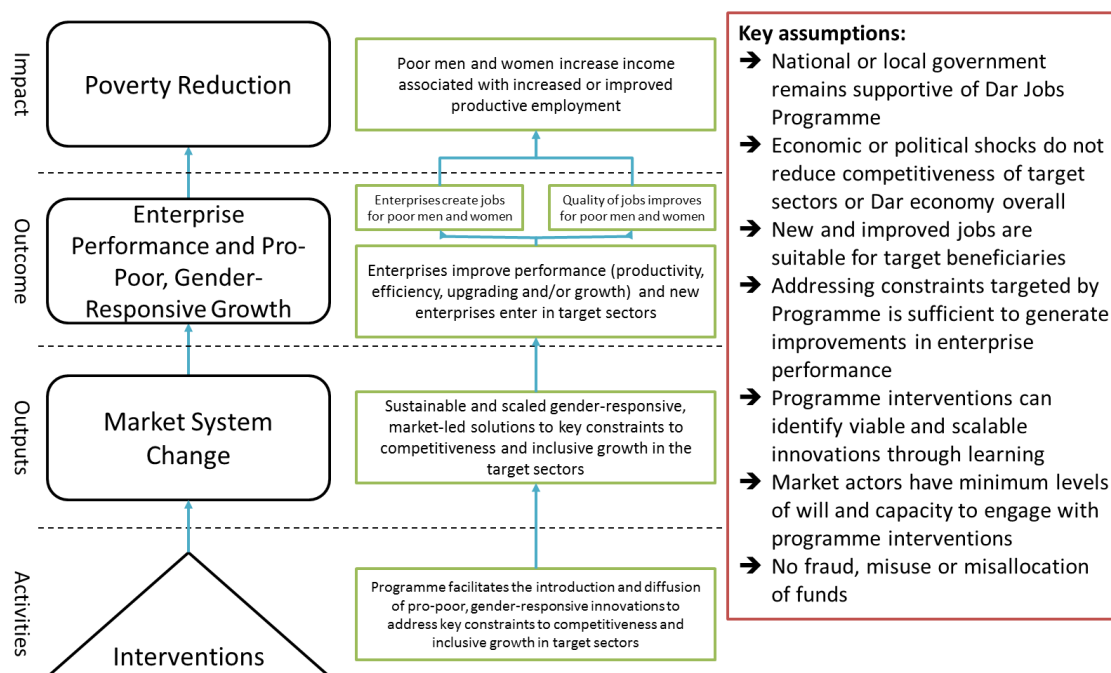 Impact
Poverty Reduction
Poor men and women increase income
associated with increased or improved
productive employment
Outcome
Enterprise
Performance and Pro-
Poor, Gender-
Responsive Growth
Enterprises create jobs
for poor men and women
Quality of jobs improves
for poor men and women
Enterprises improve performance (productivity,
efficiency, upgrading and/or growth) and new
enterprises enter in target sectors
Outputs
Market System
Change
Sustainable and scaled gender-responsive,
market-led solutions to key constraints to
competitiveness and inclusive growth in the
target sectors
Activities
Interventions
Programme facilitates the introduction and diffusion
of pro-poor, gender-responsive innovations to
address key constraints to competitiveness and
inclusive growth in target sectors
Key assumptions:
➔ National or local government
remains supportive of Dar Jobs
Programme
➔ Economic or political shocks do not
reduce competitiveness of target
sectors or Dar economy overall
➔ New and improved jobs are
suitable for target beneficiaries
➔ Addressing constraints targeted by
Programme is sufficient to generate
improvements in enterprise
performance
➔ Programme interventions can
identify viable and scalable
innovations through learning
➔ Market actors have minimum levels
of will and capacity to engage with
programme interventions
➔ No fraud, misuse or misallocation
of funds